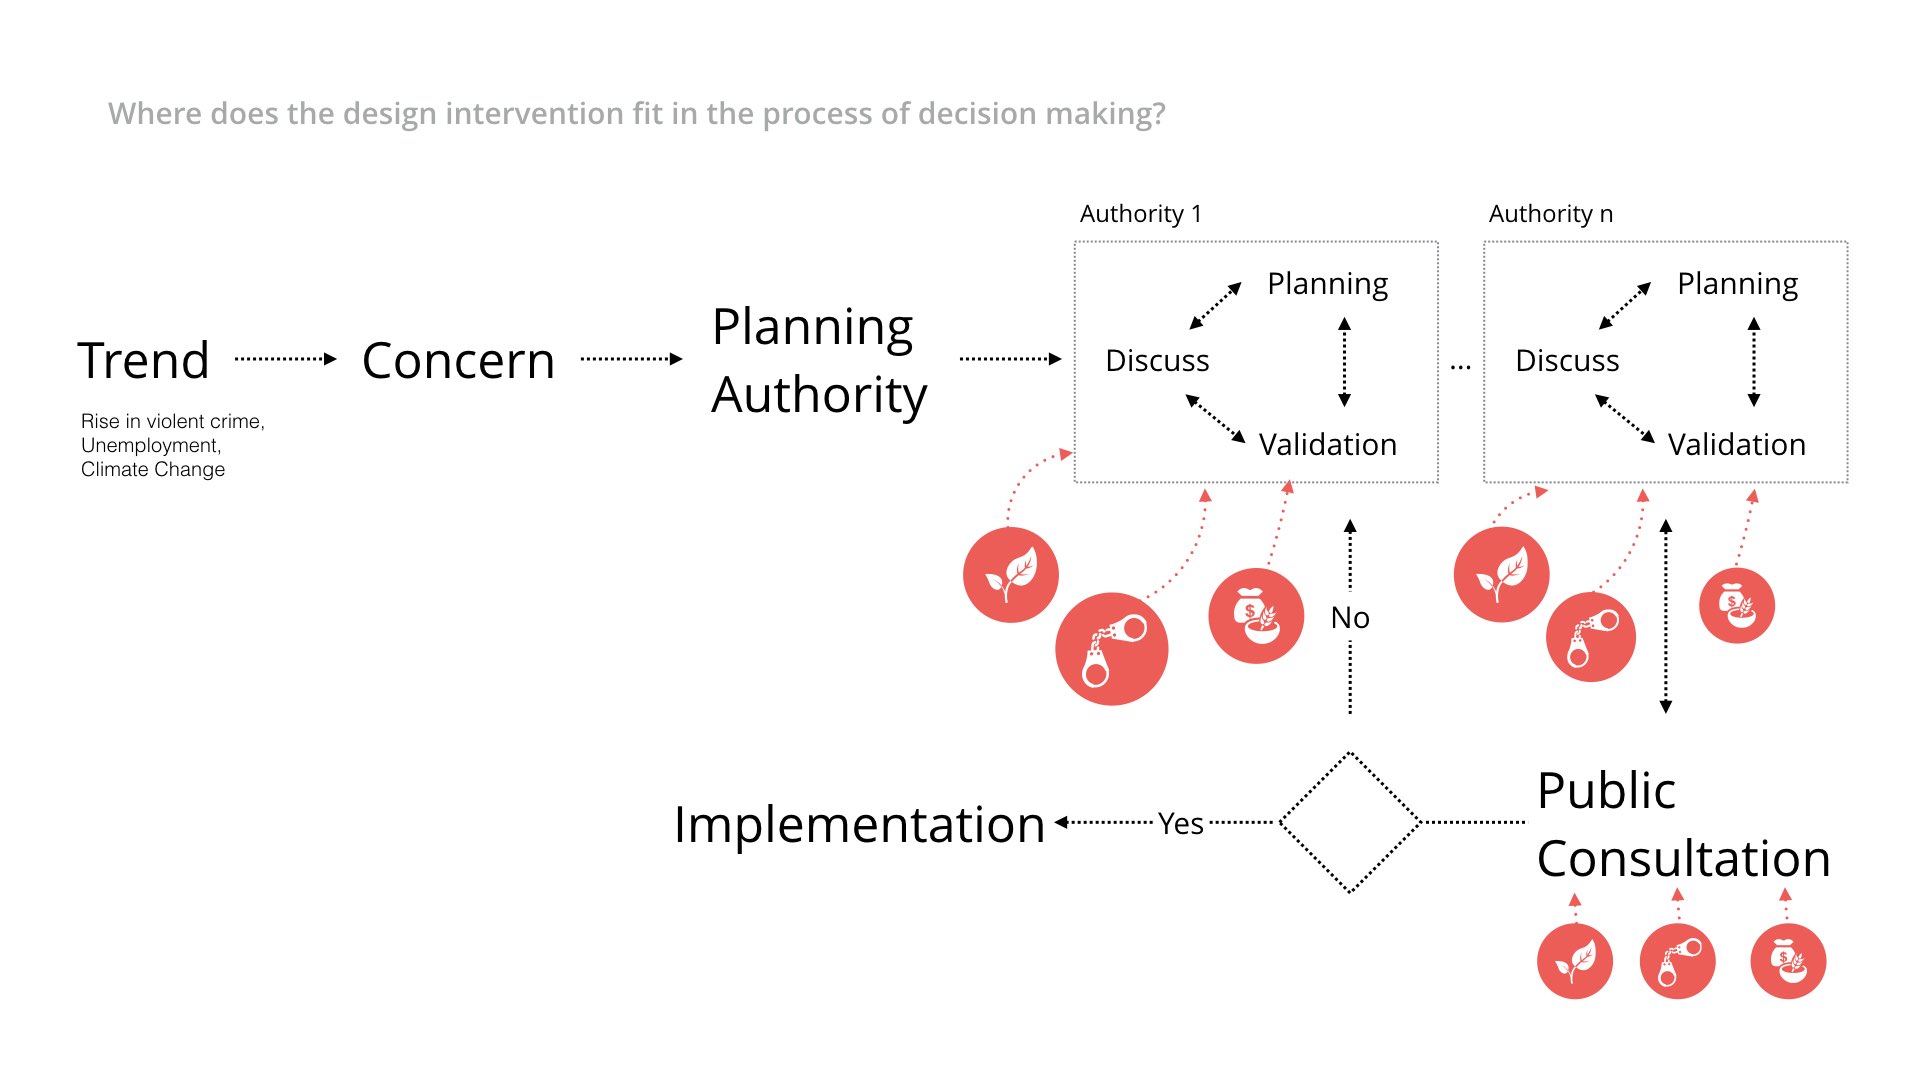 Where does the design intervention fit in the process of decision making?
Authority 1
Authority n
Planning
Planning
Trend
Concern
Planning
Authority
Discuss
...
Discuss
Rise in violent crime,
Unemployment,
Climate Change
Validation
Validation
No
$
$
Implementation
Yes
Public
Consultation
$